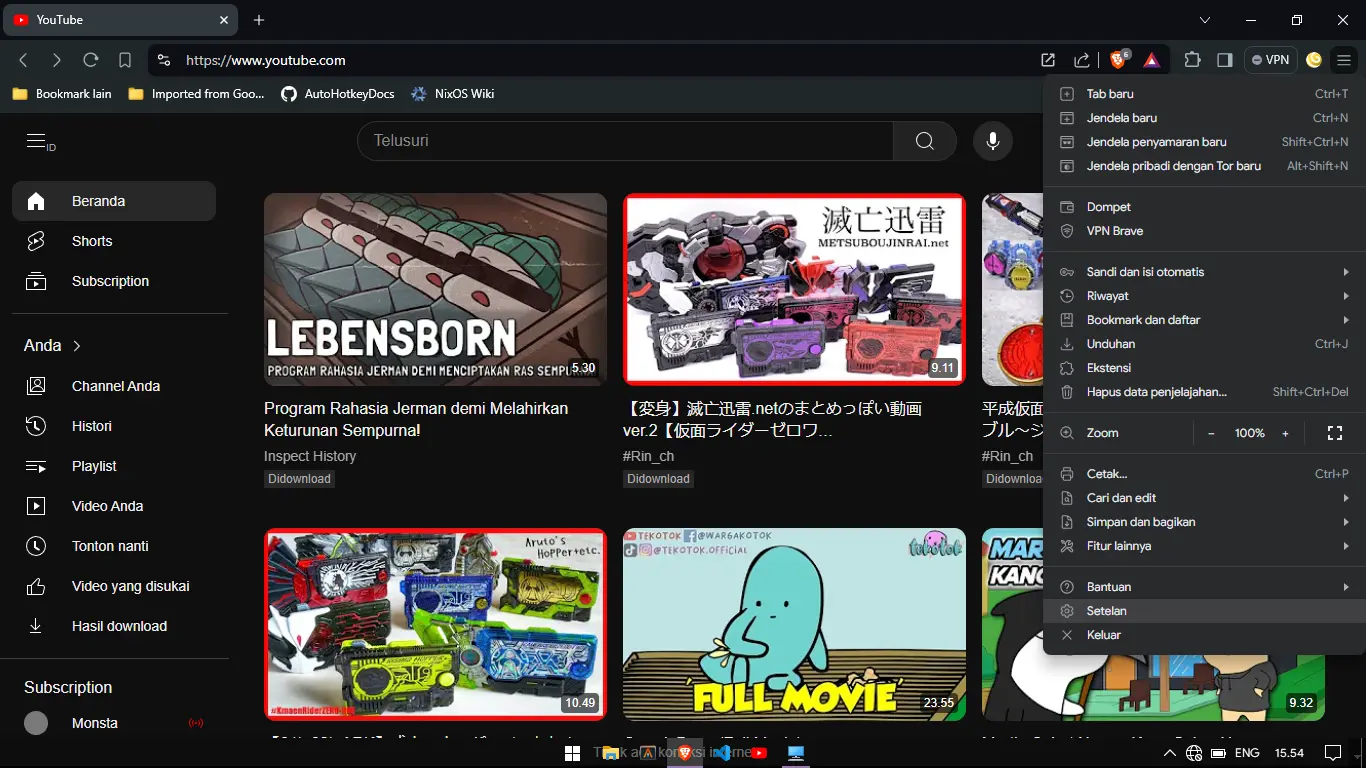 YouTube
https://www.youtube.com
6
VPN
Bookmark lain
Imported from Goo...
AutoHotkeyDocs
NixOS Wiki
ID
Telusuri
Beranda
Shorts
Subscription
Anda
Channel Anda
Histori
Playlist
Video Anda
Tonton nanti
Video yang disukai
Hasil download
Subscription
Monsta
LEBENSBORN
PROGRAM RAHASIA JERMAN DEMI MENCIPTAKAN RAS
5.30
Program Rahasia Jerman demi Melahirkan
Keturunan Sempurna!
Inspect History
Didownload
滅亡迅雷
METSUBOUJINRAI.net
9.11
【変身】滅亡迅雷.netのまとめっぽい動画
ver.2【仮面ライダーゼロワ...
#Rin_ch
Didownload
平成仮面
ブル〜ジ
#Rin_ch
Didownloa
Aruto's
HOPPER+etc.
10.49
TEKOTOK
@WARGAKOTOK
@TEKOTOK.OFFICIAL
tekotok
'FULL MOVIE'
23.55
MAR
KANG
9.32
Tab baru
Ctrl+T
Jendela baru
Ctrl+N
Jendela penyamaran baru
Shift+Ctrl+N
Jendela pribadi dengan Tor baru
Alt+Shift+N
Dompet
VPN Brave
Sandi dan isi otomatis
Riwayat
Bookmark dan daftar
Unduhan
Ctrl+J
Ekstensi
Hapus data penjelajahan...
Shift+Ctrl+Del
Zoom
- 100% +
Cetak...
Ctrl+P
Cari dan edit
Simpan dan bagikan
Fitur lainnya
Bantuan
Setelan
Keluar
ENG
15.54